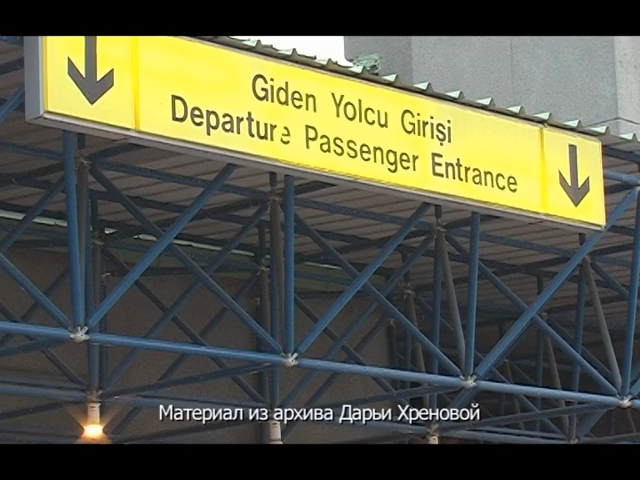 Giden Yolcu Girişi
Departure Passenger Entrance
Материал из архива Дарьи Хреновой